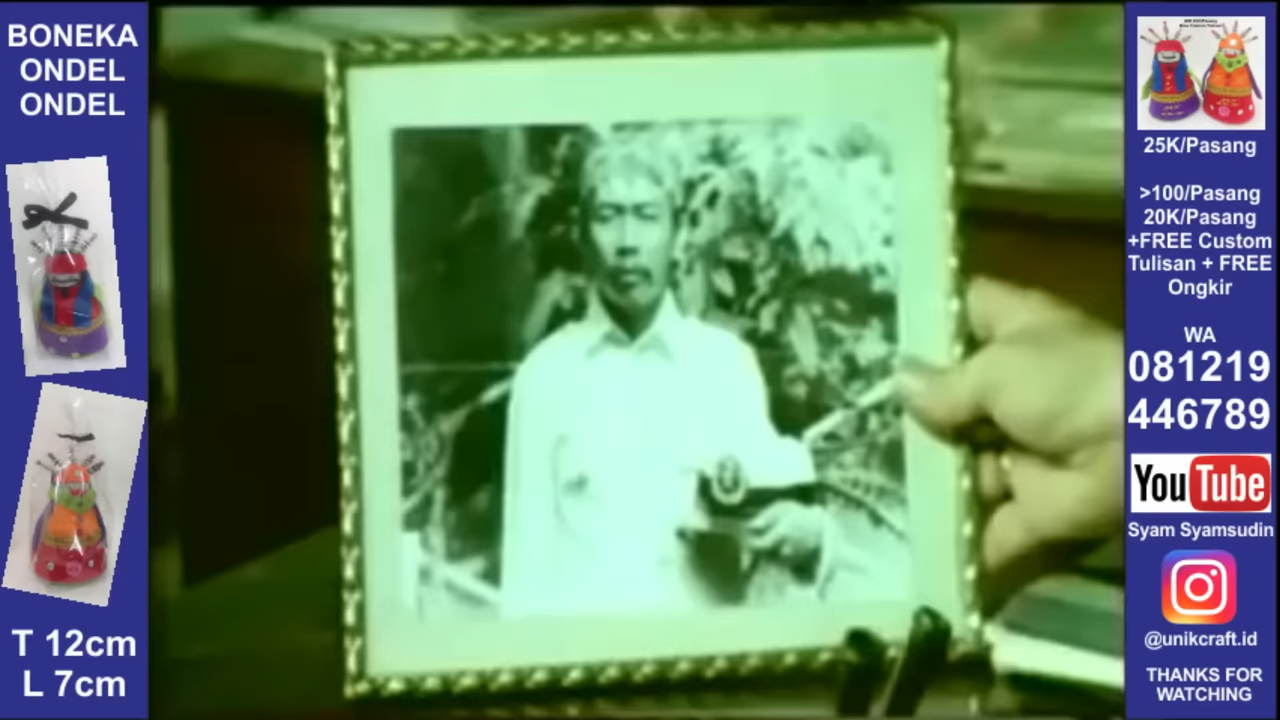 BONEKA
ONDEL
ONDEL
T 12cm
L 7cm
25K/Pasang
>100/Pasang
20K/Pasang
+FREE Custom
Tulisan + FREE
Ongkir
WA
081219
446789
YouTube
Syam Syamsudin
@unikcraft.id
THANKS FOR
WATCHING